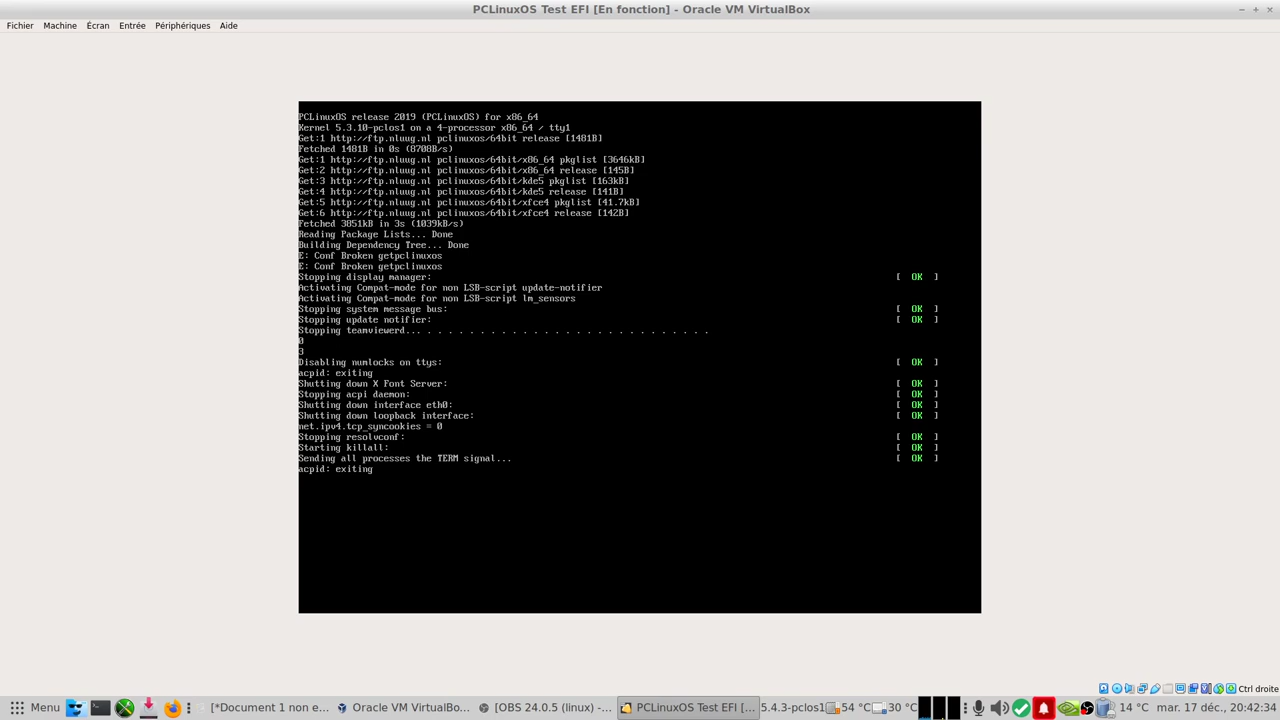 PCLinuxOS Test EFI [En fonction] - Oracle VM VirtualBox
Fichier Machine Écran Entrée Périphériques Aide
PCLinuxOS release 2019 (PCLinuxOS) for x86_64
Kernel 5.3.10-pclos1 on a 4-processor x86_64 / tty1
Get:1 http://ftp.nluug.nl pclinuxos/64bit release [1481B]
Fetched 1481B in 0s (8708B/s)
Get:1 http://ftp.nluug.nl pclinuxos/64bit/x86_64 pkglist [3646kB]
Get:2 http://ftp.nluug.nl pclinuxos/64bit/x86_64 release [145B]
Get:3 http://ftp.nluug.nl pclinuxos/64bit/kde5 pkglist [163kB]
Get:4 http://ftp.nluug.nl pclinuxos/64bit/kde5 release [141B]
Get:5 http://ftp.nluug.nl pclinuxos/64bit/xfce4 pkglist [41.7kB]
Get:6 http://ftp.nluug.nl pclinuxos/64bit/xfce4 release [142B]
Fetched 3851kB in 3s (1039kB/s)
Reading Package Lists... Done
Building Dependency Tree... Done
E: Conf Broken getpclinuxos
E: Conf Broken getpclinuxos
Stopping display manager: [ OK ]
Activating Compat-mode for non LSB-script update-notifier
Activating Compat-mode for non LSB-script lm_sensors
Stopping system message bus: [ OK ]
Stopping update notifier: [ OK ]
Stopping teamviewerd... . . . . . . . . . . . . . . . . . . . . . . . . . . .
0
3
Disabling numlocks on ttys: [ OK ]
acpid: exiting
Shutting down X Font Server: [ OK ]
Stopping acpi daemon: [ OK ]
Shutting down interface eth0: [ OK ]
Shutting down loopback interface: [ OK ]
net.ipv4.tcp_syncookies = 0
Stopping resolvconf: [ OK ]
Starting killall: [ OK ]
Sending all processes the TERM signal... [ OK ]
acpid: exiting
Ctrl droite
Menu [*Document 1 non e... Oracle VM VirtualBo... [OBS 24.0.5 (linux) -... PCLinuxOS Test EFI [... 5.4.3-pclos1 54 °C 30 °C 14 °C mar. 17 déc., 20:42:34